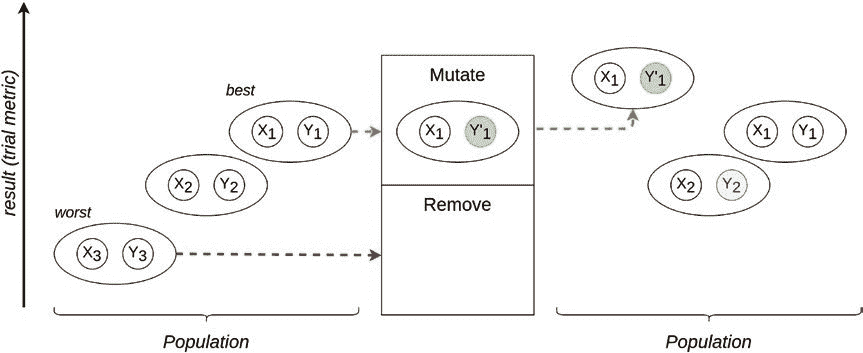 result (trial metric)
best
X1 Y1
X2 Y2
worst
X3 Y3
Population
Mutate
X1 Y'1
Remove
X1 Y'1
X1 Y1
X2 Y2
Population